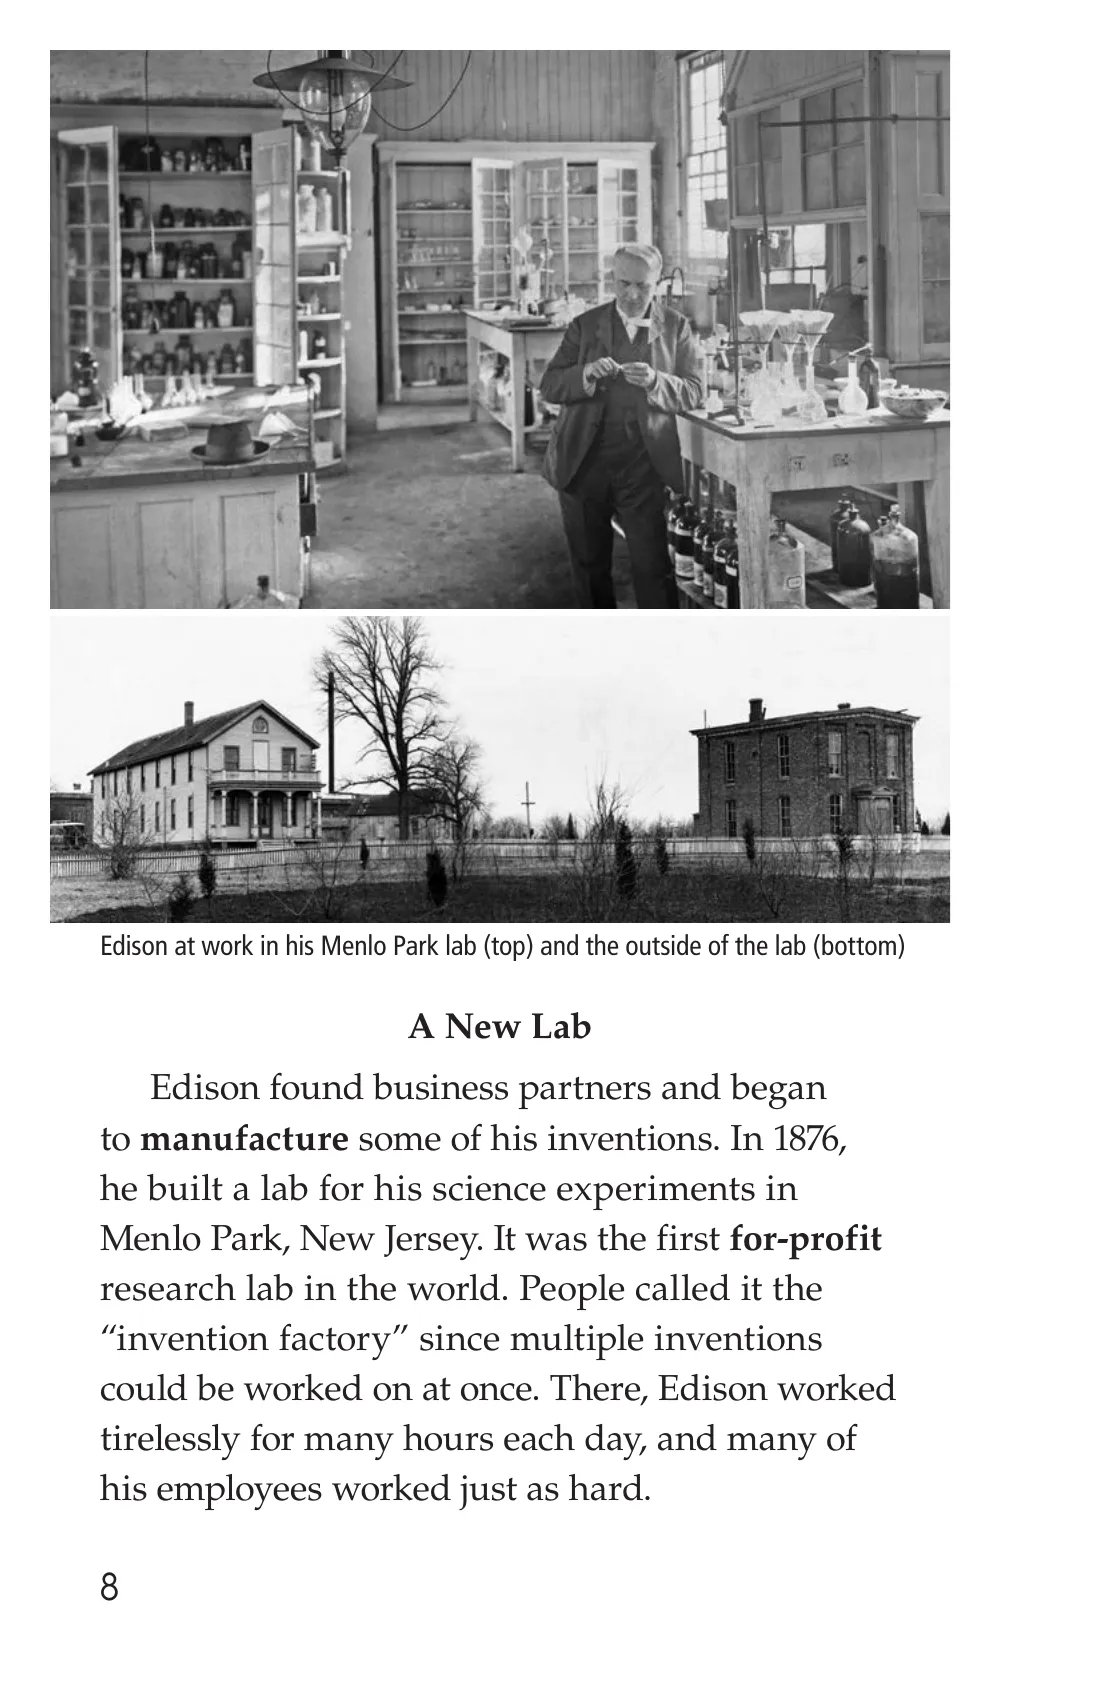 Edison at work in his Menlo Park lab (top) and the outside of the lab (bottom)
A New Lab
Edison found business partners and began
to manufacture some of his inventions. In 1876,
he built a lab for his science experiments in
Menlo Park, New Jersey. It was the first for-profit
research lab in the world. People called it the
“invention factory” since multiple inventions
could be worked on at once. There, Edison worked
tirelessly for many hours each day, and many of
his employees worked just as hard.
8